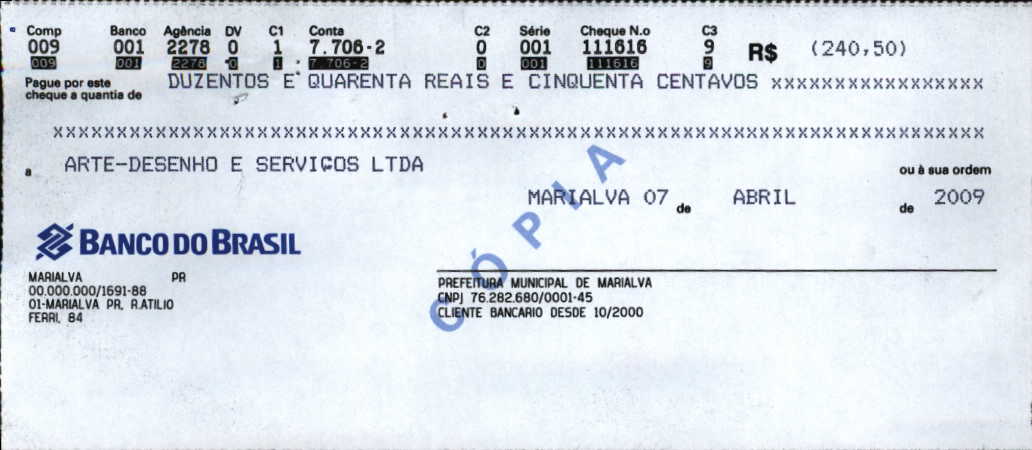 Comp Banco Agência DV C1 Conta C2 Série Cheque N.o C3
009 001 2278 0 1 7.706-2 0 001 111616 9 R$ (240,50)
009 001 2278 0 1 7.706-2 0 001 111616 9
Pague por este
cheque a quantia de DUZENTOS E QUARENTA REAIS E CINQUENTA CENTAVOS xxxxxxxxxxxxxxxxx
xxxxxxxxxxxxxxxxxxxxxxxxxxxxxxxxxxxxxxxxxxxxxxxxxxxxxxxxxxxxxxxxxxxxxxxxxx
a ARTE-DESENHO E SERVIÇOS LTDA ou à sua ordem
MARIALVA 07 de ABRIL de 2009
CÓPIA
BANCO DO BRASIL
MARIALVA PR
00.000.000/1691-88
01-MARIALVA PR. R.ATILIO
FERRI, 84
PREFEITURA MUNICIPAL DE MARIALVA
CNPJ 76.282.680/0001-45
CLIENTE BANCARIO DESDE 10/2000